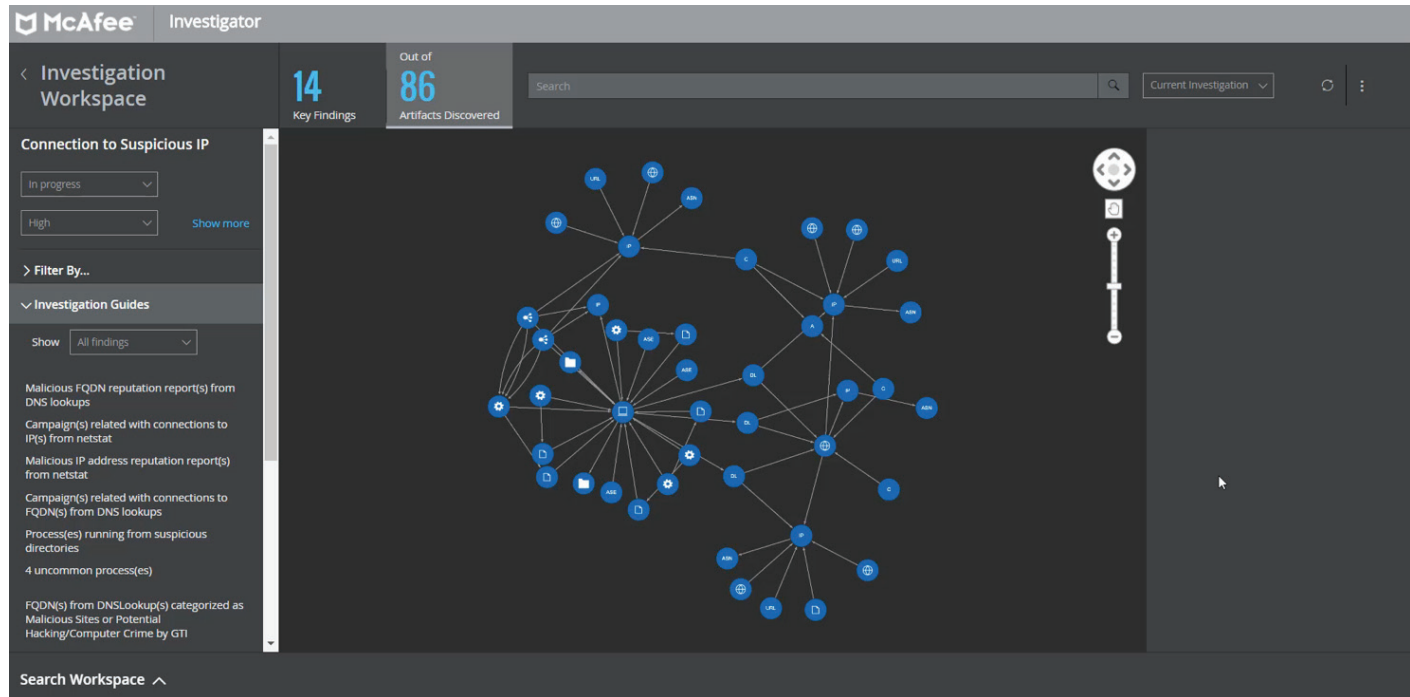 McAfee Investigator
Investigation
Workspace
14
Key Findings
Out of
86
Artifacts Discovered
Search
Current Investigation
Connection to Suspicious IP
In progress
High
Show more
Filter By...
Investigation Guides
Show All findings
Malicious FQDN reputation report(s) from
DNS lookups
Campaign(s) related with connections to
IP(s) from netstat
Malicious IP address reputation report(s)
from netstat
Campaign(s) related with connections to
FQDN(s) from DNS lookups
Process(es) running from suspicious
directories
4 uncommon process(es)
FQDN(s) from DNSLookup(s) categorized as
Malicious Sites or Potential
Hacking/Computer Crime by GTI
URL
ASN
IP
C
URL
IP
ASN
IP
A
ASE
ASE
DL
IP
ASN
DL
DL
ASE
C
IP
ASN
URL
Search Workspace